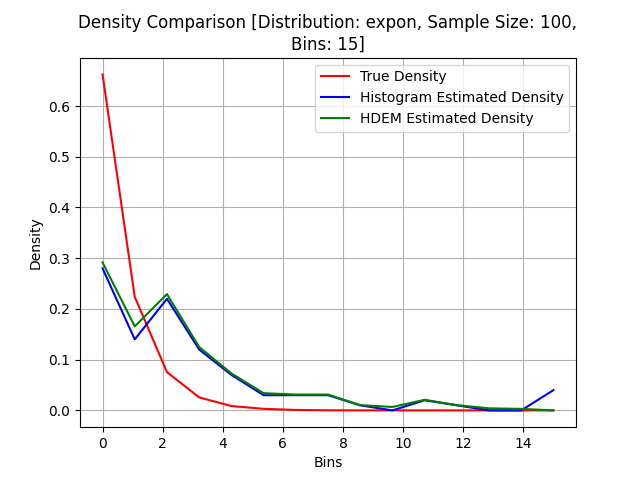 Density Comparison [Distribution: expon, Sample Size: 100,
Bins: 15]
True Density
Histogram Estimated Density
HDEM Estimated Density
Density
0.6
0.5
0.4
0.3
0.2
0.1
0.0
0 2 4 6 8 10 12 14
Bins